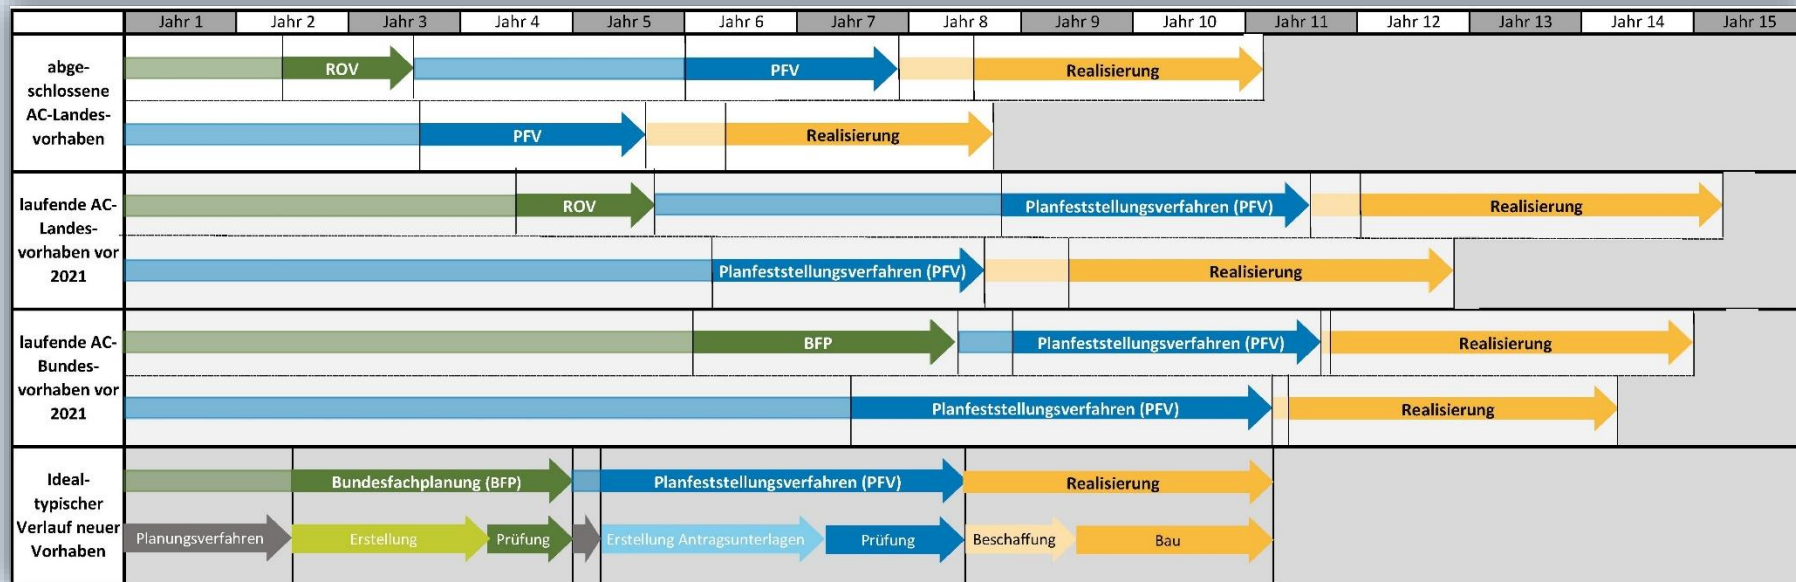 Jahr 1 Jahr 2 Jahr 3 Jahr 4 Jahr 5 Jahr 6 Jahr 7 Jahr 8 Jahr 9 Jahr 10 Jahr 11 Jahr 12 Jahr 13 Jahr 14 Jahr 15
abge-
schlossene
AC-Landes-
vorhaben
ROV PFV Realisierung
PFV Realisierung
laufende AC-
Landes-
vorhaben vor
2021
ROV Planfeststellungsverfahren (PFV) Realisierung
Planfeststellungsverfahren (PFV) Realisierung
laufende AC-
Bundes-
vorhaben vor
2021
BFP Planfeststellungsverfahren (PFV) Realisierung
Planfeststellungsverfahren (PFV) Realisierung
Ideal-
typischer
Verlauf neuer
Vorhaben
Bundesfachplanung (BFP) Planfeststellungsverfahren (PFV) Realisierung
Planungsverfahren Erstellung Prüfung Erstellung Antragsunterlagen Prüfung Beschaffung Bau